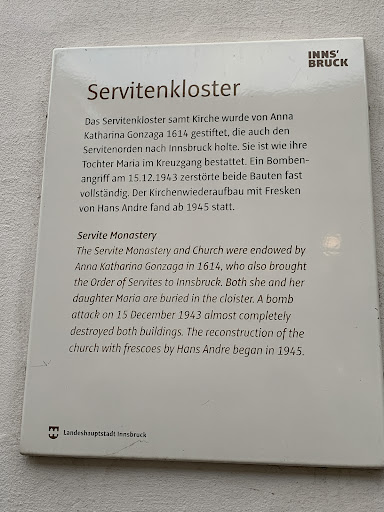 INNS'
BRUCK
Servitenkloster
Das Servitenkloster samt Kirche wurde von Anna
Katharina Gonzaga 1614 gestiftet, die auch den
Servitenorden nach Innsbruck holte. Sie ist wie ihre
Tochter Maria im Kreuzgang bestattet. Ein Bomben-
angriff am 15.12.1943 zerstörte beide Bauten fast
vollständig. Der Kirchenwiederaufbau mit Fresken
von Hans Andre fand ab 1945 statt.
Servite Monastery
The Servite Monastery and Church were endowed by
Anna Katharina Gonzaga in 1614, who also brought
the Order of Servites to Innsbruck. Both she and her
daughter Maria are buried in the cloister. A bomb
attack on 15 December 1943 almost completely
destroyed both buildings. The reconstruction of the
church with frescoes by Hans Andre began in 1945.
Landeshauptstadt Innsbruck